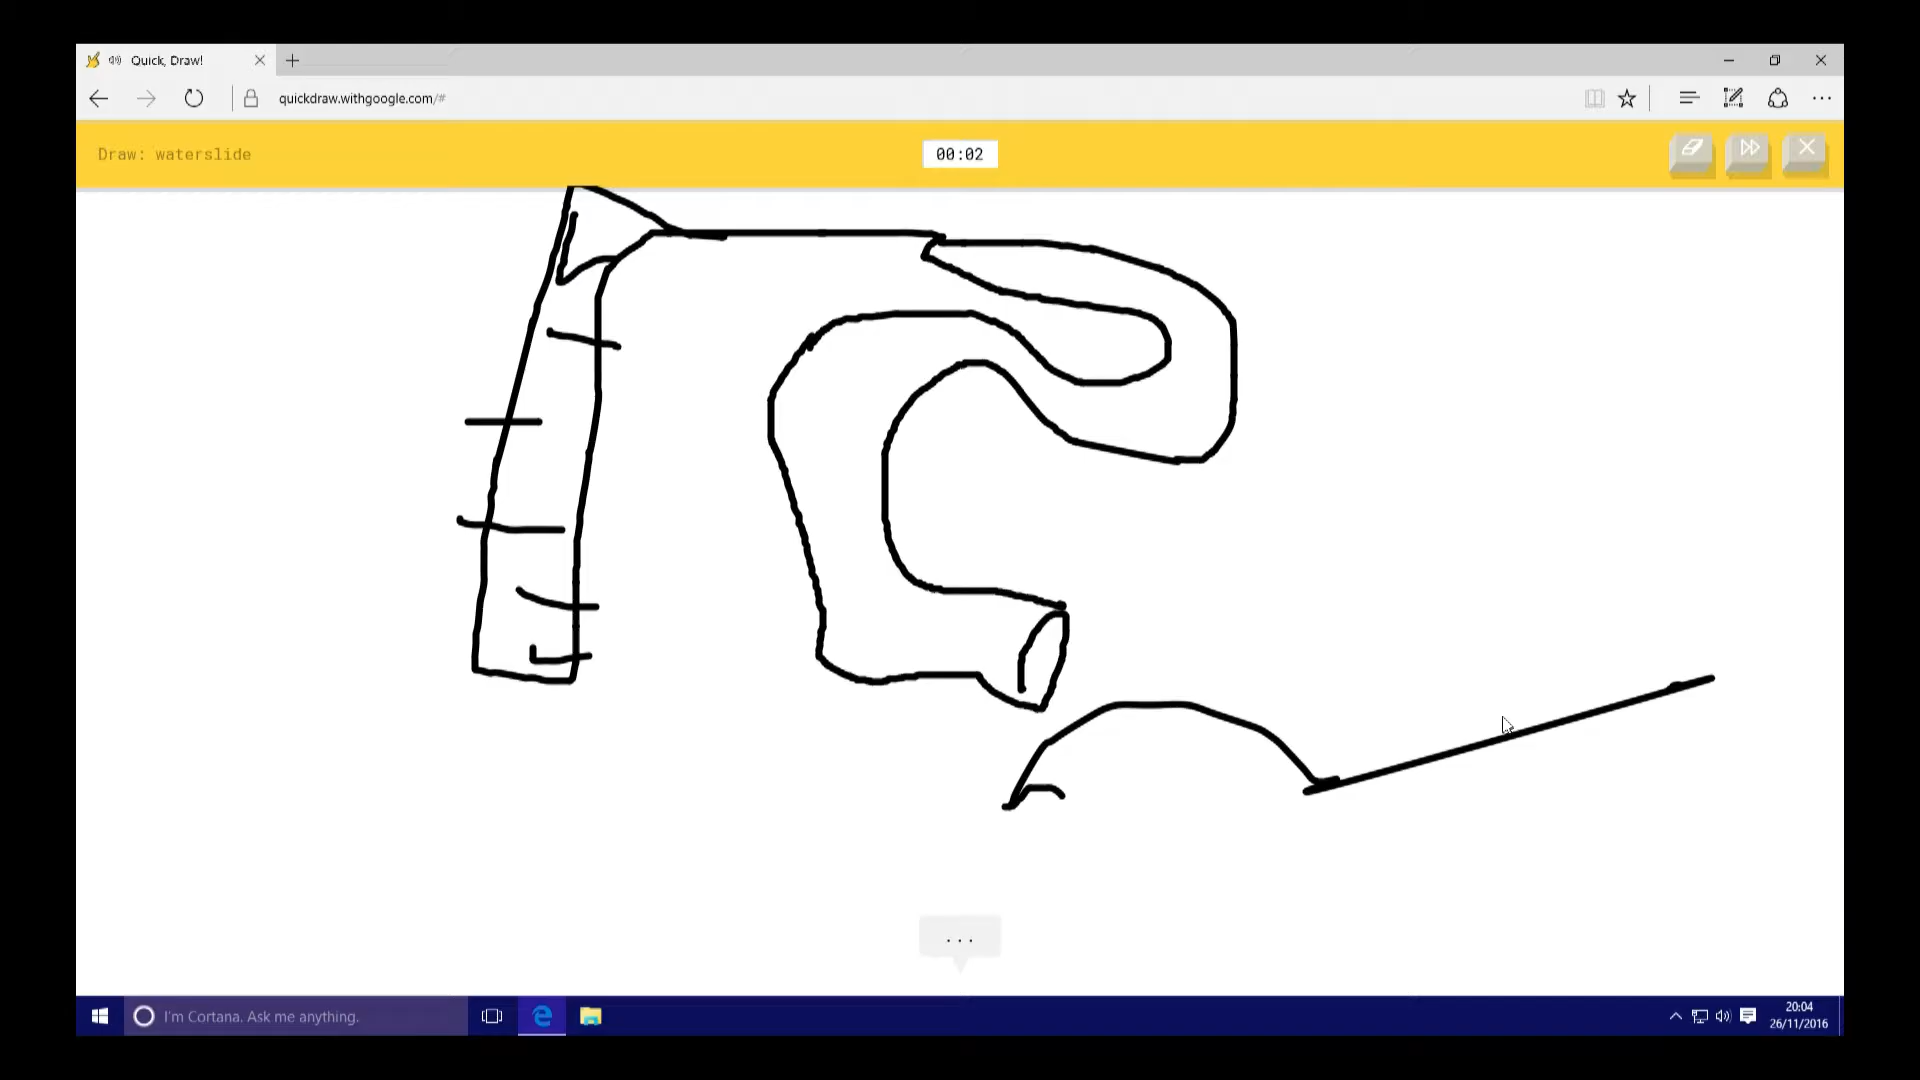 Quick, Draw!
quickdraw.withgoogle.com/#
Draw: waterslide
00:02
...
I'm Cortana. Ask me anything.
20:04
26/11/2016